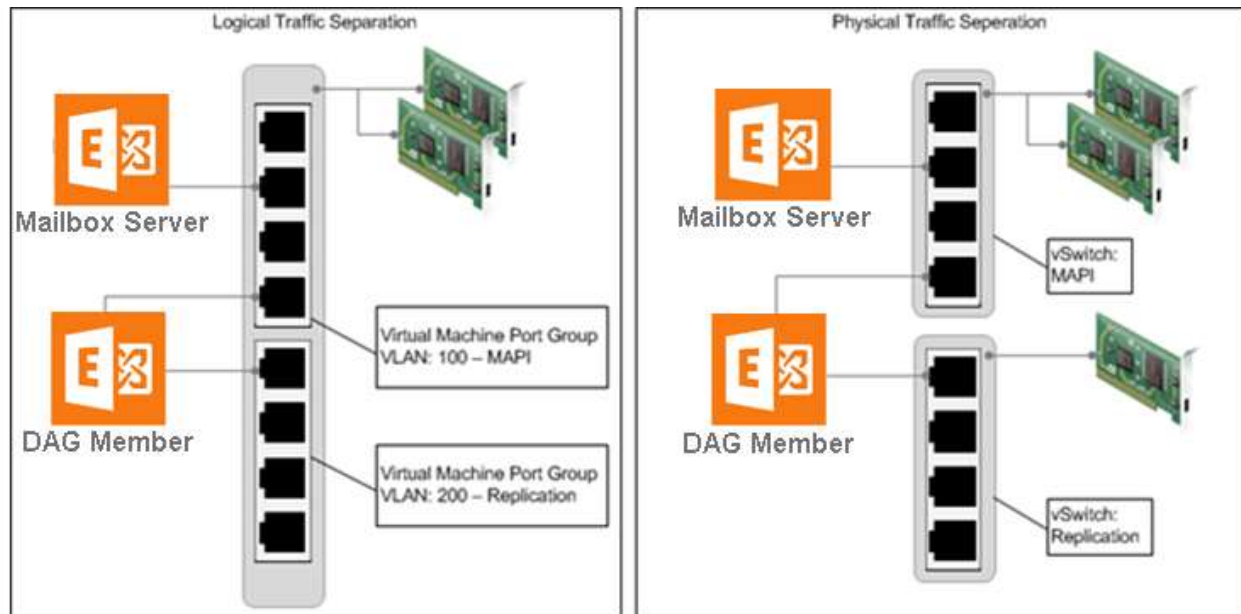 Logical Traffic Separation
E
Mailbox Server
E
DAG Member
Virtual Machine Port Group
VLAN: 100 – MAPI
Virtual Machine Port Group
VLAN: 200 – Replication
Physical Traffic Seperation
E
Mailbox Server
vSwitch:
MAPI
E
DAG Member
vSwitch:
Replication